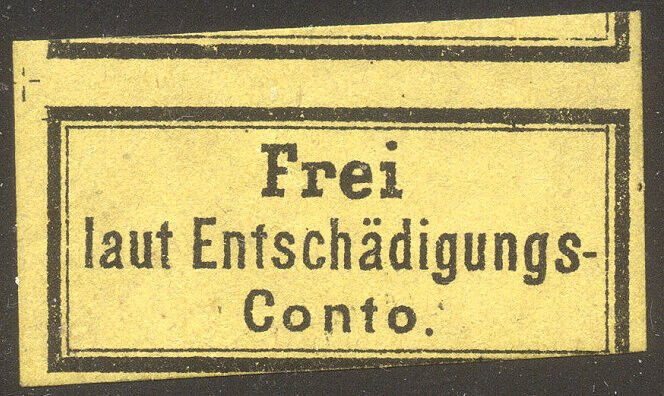 Frei
laut Entschädigungs-
Conto.